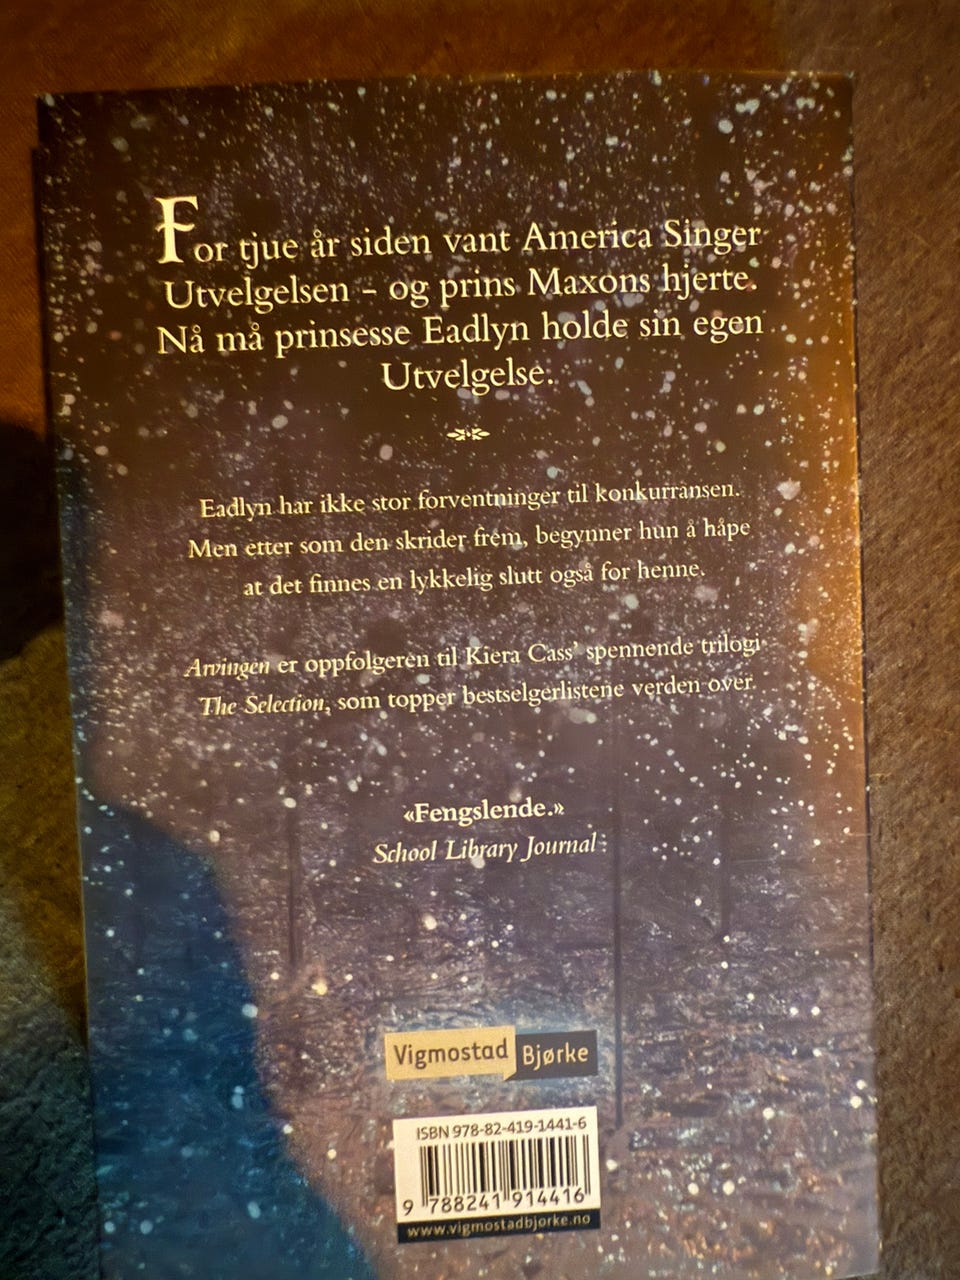 For tjue år siden vant America Singer
Utvelgelsen – og prins Maxons hjerte.
Nå må prinsesse Eadlyn holde sin egen
Utvelgelse.
Eadlyn har ikke stor forventninger til konkurransen.
Men etter som den skrider frem, begynner hun å håpe
at det finnes en lykkelig slutt også for henne.
Arvingen er oppfølgeren til Kiera Cass' spennende trilogi
The Selection, som topper bestselgerlistene verden over.
«Fengslende.»
School Library Journal
Vigmostad Bjørke
ISBN 978-82-419-1441-6
9 788241 914416
www.vigmostadbjorke.no